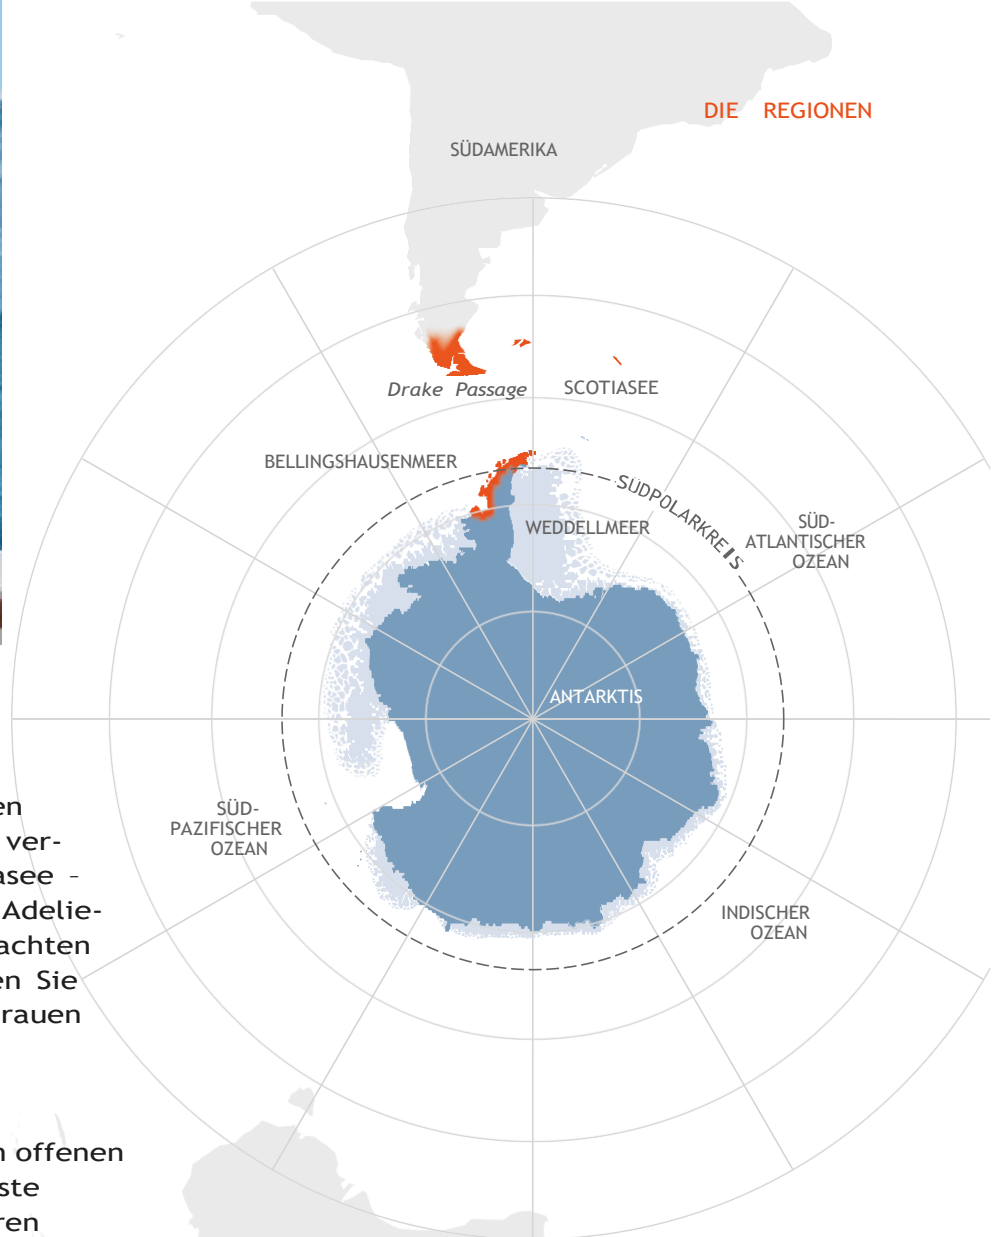 DIE REGIONEN
SÜDAMERIKA
Drake Passage
SCOTIASEE
BELLINGSHAUSENMEER
SÜDPOLARKREIS
WEDDELLMEER
SÜD-
ATLANTISCHER
OZEAN
ANTARKTIS
SÜD-
PAZIFISCHER
OZEAN
INDISCHER
OZEAN
en
ver-
asee -
Adelie-
achten
en Sie
rauen
n offenen
ste
ren